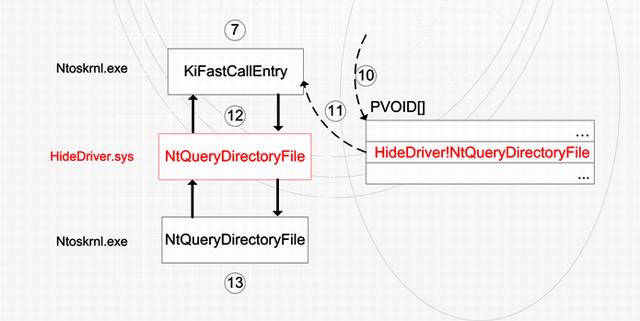 7
Ntoskrnl.exe
KiFastCallEntry
10
11
PVOID[]
12
...
HideDriver.sys
NtQueryDirectoryFile
HideDriver!NtQueryDirectoryFile
...
Ntoskrnl.exe
NtQueryDirectoryFile
13